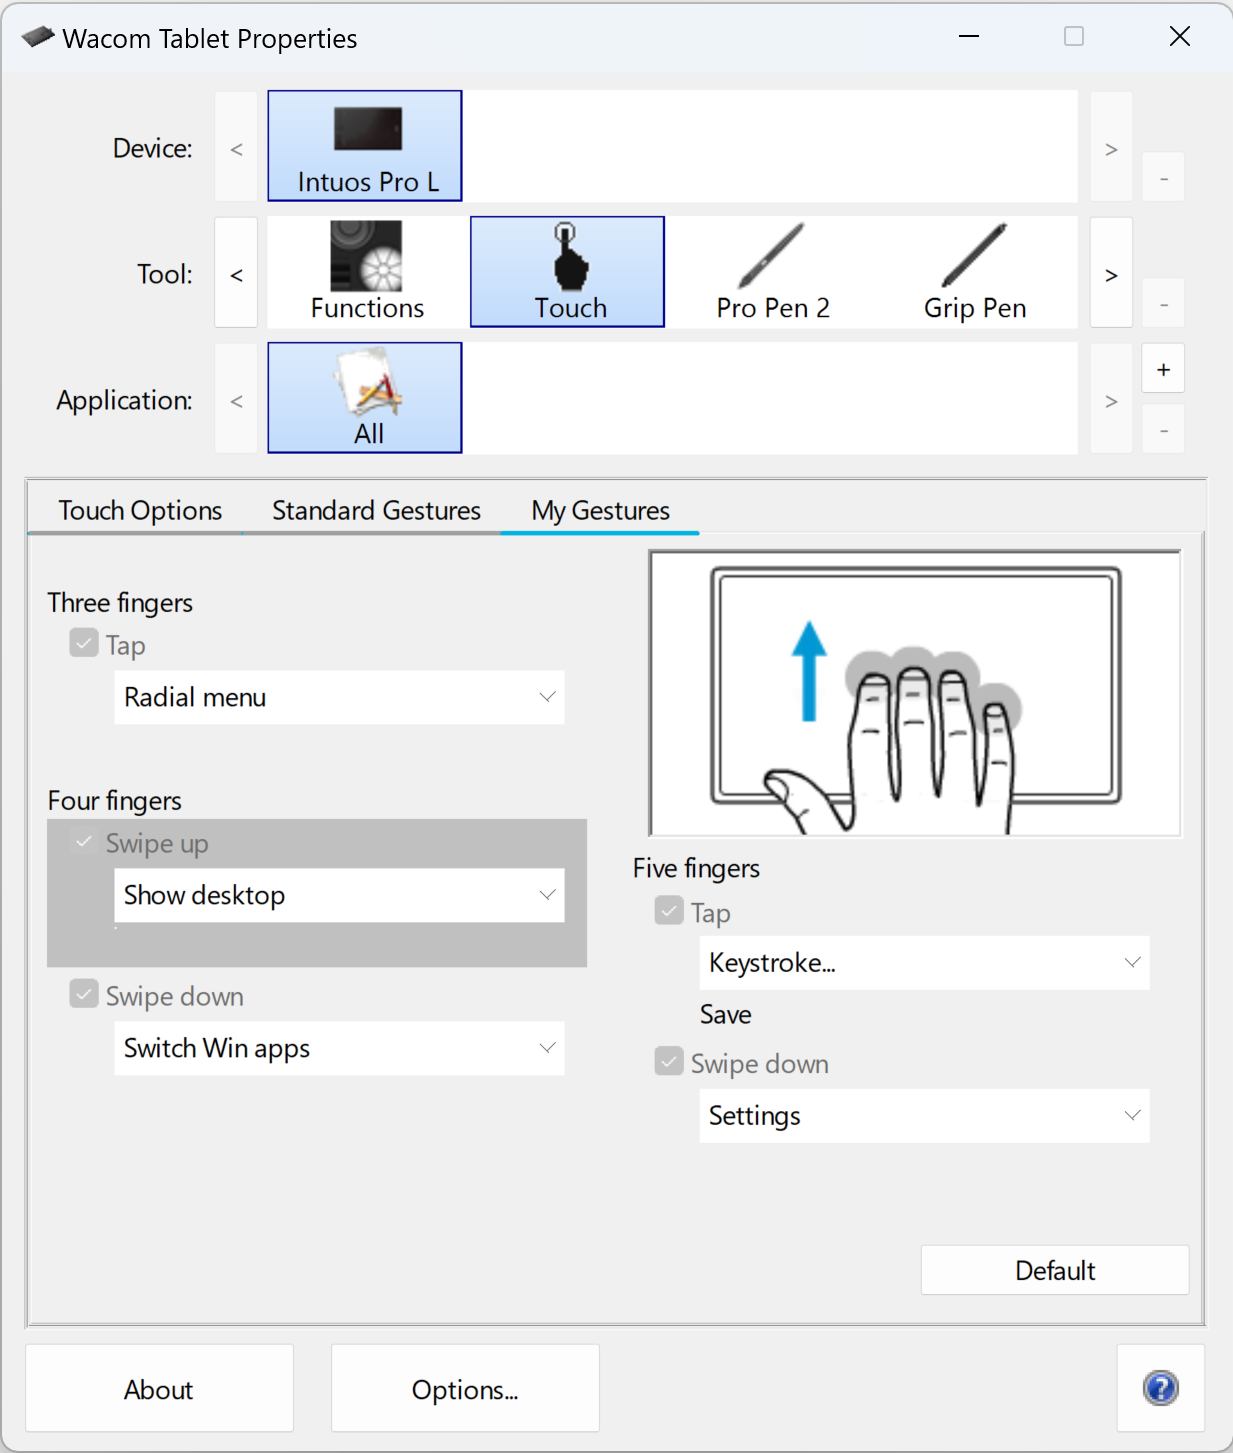 Wacom Tablet Properties
Device:
<
Intuos Pro L
>
-
Tool:
<
Functions
Touch
Pro Pen 2
Grip Pen
>
-
Application:
<
All
>
+
-
Touch Options
Standard Gestures
My Gestures
Three fingers
Tap
Radial menu
Four fingers
Swipe up
Show desktop
Swipe down
Switch Win apps
Five fingers
Tap
Keystroke...
Save
Swipe down
Settings
Default
About
Options...
?